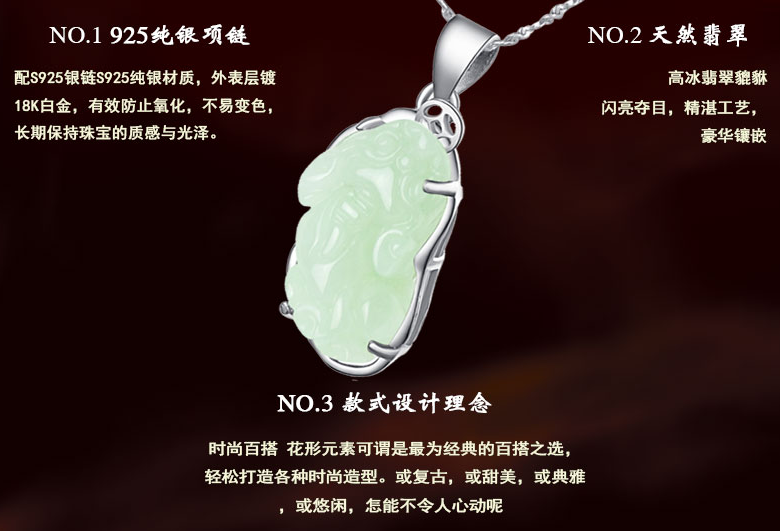 NO.1 925纯银项链
配S925银链S925纯银材质，外表层镀
18K白金，有效防止氧化，不易变色，
长期保持珠宝的质感与光泽。
NO.2 天然翡翠
高冰翡翠貔貅
闪亮夺目，精湛工艺，
豪华镶嵌
NO.3 款式设计理念
时尚百搭 花形元素可谓是最为经典的百搭之选，
轻松打造各种时尚造型。或复古，或甜美，或典雅
，或悠闲，怎能不令人心动呢